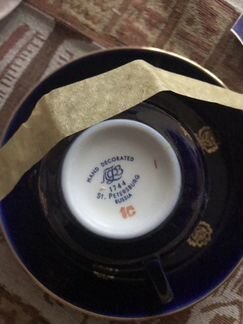 HAND DECORATED
1744
ST. PETERSBURG
RUSSIA
1C